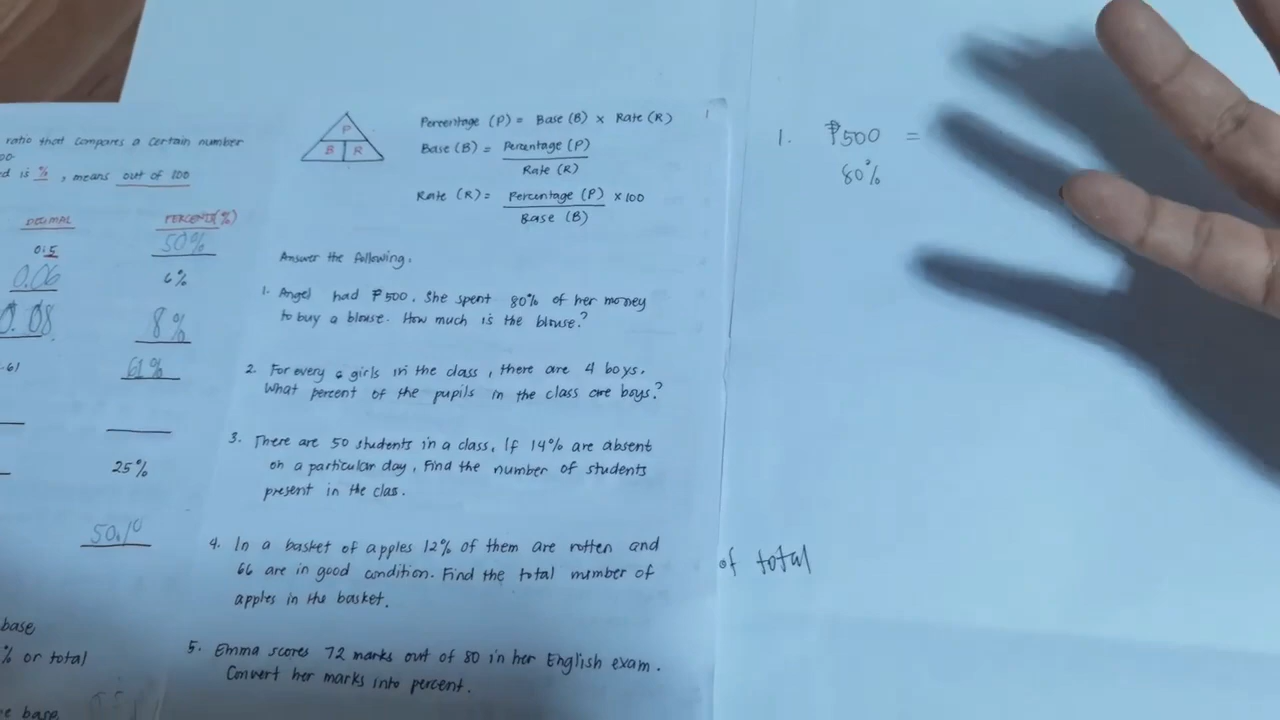 ratio that compares a certain number
00.
d is %, means out of 100
DECIMAL PERCENT(%)
0.5 50%
0.06 6%
0.08 8%
.61 61%
25%
50.10
base
% or total
base
P
B R
Percentage (P) = Base (B) × Rate (R)
Base (B) = Percentage (P)
Rate (R)
Rate (R) = Percentage (P) × 100
Base (B)
Answer the following.
1. Angel had ₱500. She spent 80% of her money
to buy a blouse. How much is the blouse?
2. For every 6 girls in the class, there are 4 boys.
What percent of the pupils in the class are boys?
3. There are 50 students in a class, If 14% are absent
on a particular day, Find the number of students
present in the clas.
4. In a basket of apples 12% of them are rotten and
66 are in good condition. Find the total number of
apples in the basket.
5. Emma scores 72 marks out of 80 in her English exam.
Convert her marks into percent.
1
1. ₱500 =
80%
of total